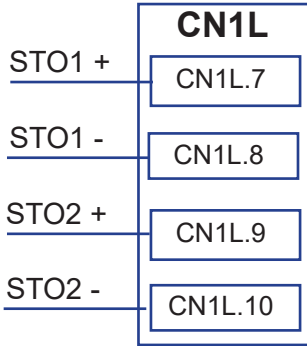 CN1L
STO1 +
CN1L.7
STO1 -
CN1L.8
STO2 +
CN1L.9
STO2 -
CN1L.10